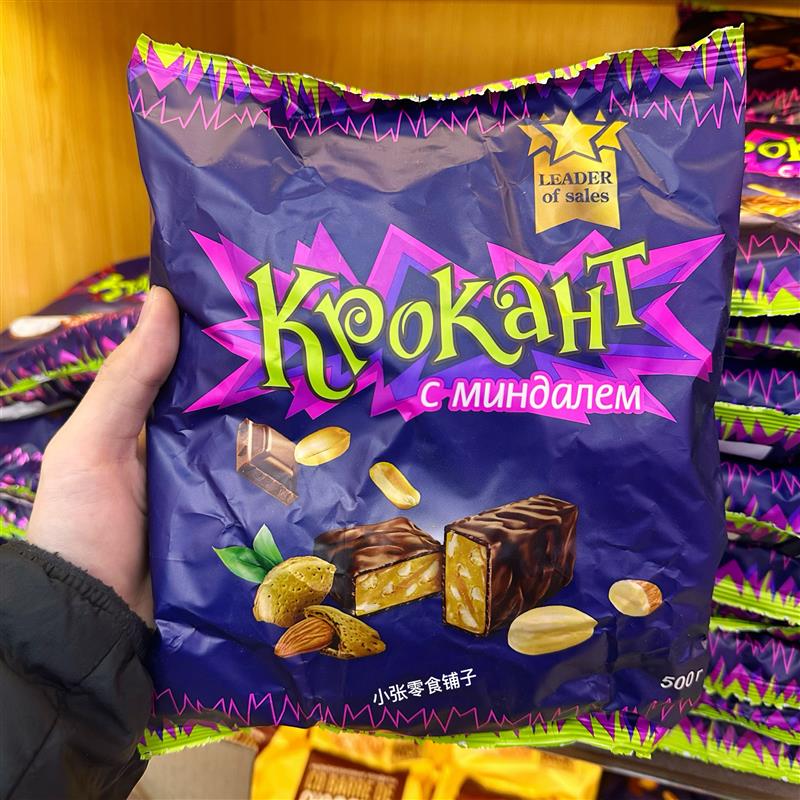 LEADER
of sales
Крокант
с миндалем
小张零食铺子
500г